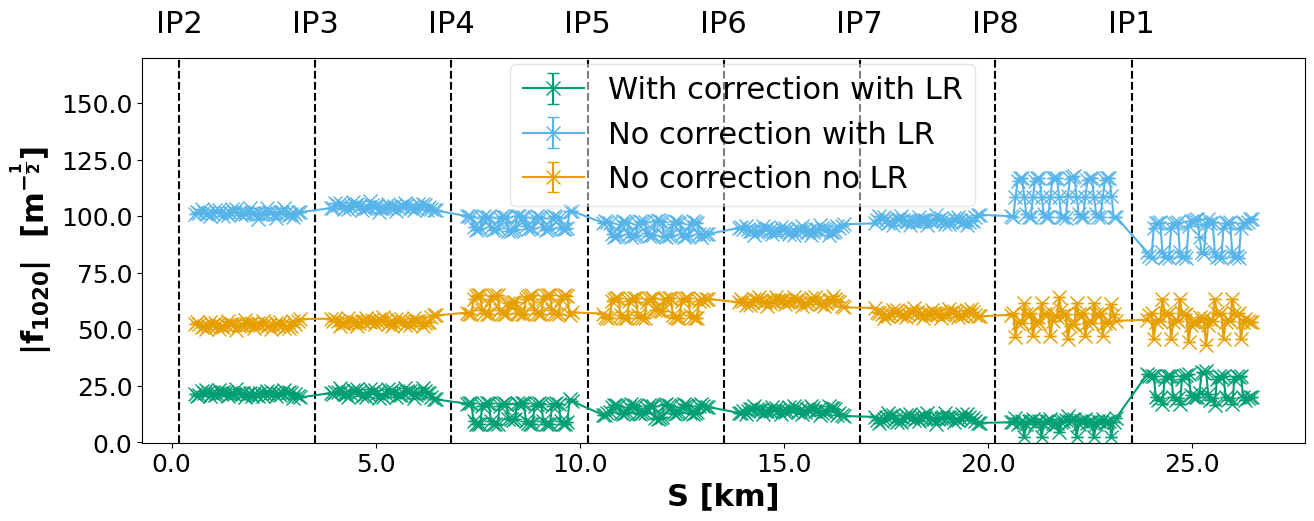 IP2 IP3 IP4 IP5 IP6 IP7 IP8 IP1
With correction with LR
No correction with LR
No correction no LR
150.0
125.0
100.0
75.0
50.0
25.0
0.0
|f₁₀₂₀| [m^{-1/2}]
0.0 5.0 10.0 15.0 20.0 25.0
S [km]